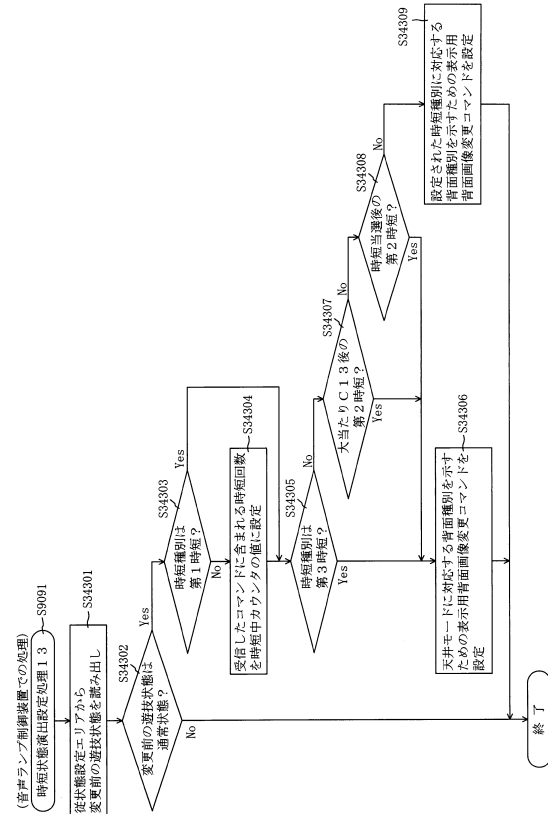 (音声ランプ制御装置での処理)
時短状態演出設定処理13
S9091
従状態設定エリアから
変更前の遊技状態を読み出し
S34301
変更前の遊技状態は
通常状態?
S34302
Yes
No
時短種別は
第1時短?
S34303
Yes
No
受信したコマンドに含まれる時短回数
を時短中カウンタの値に設定
S34304
時短種別は
第3時短?
S34305
No
Yes
大当たりC13後の
第2時短?
S34307
No
Yes
時短当選後の
第2時短?
S34308
No
Yes
設定された時短種別に対応する
背面種別を示すための表示用
背面画像変更コマンドを設定
S34309
天井モードに対応する背面種別を示す
ための表示用背面画像変更コマンドを
設定
S34306
終了